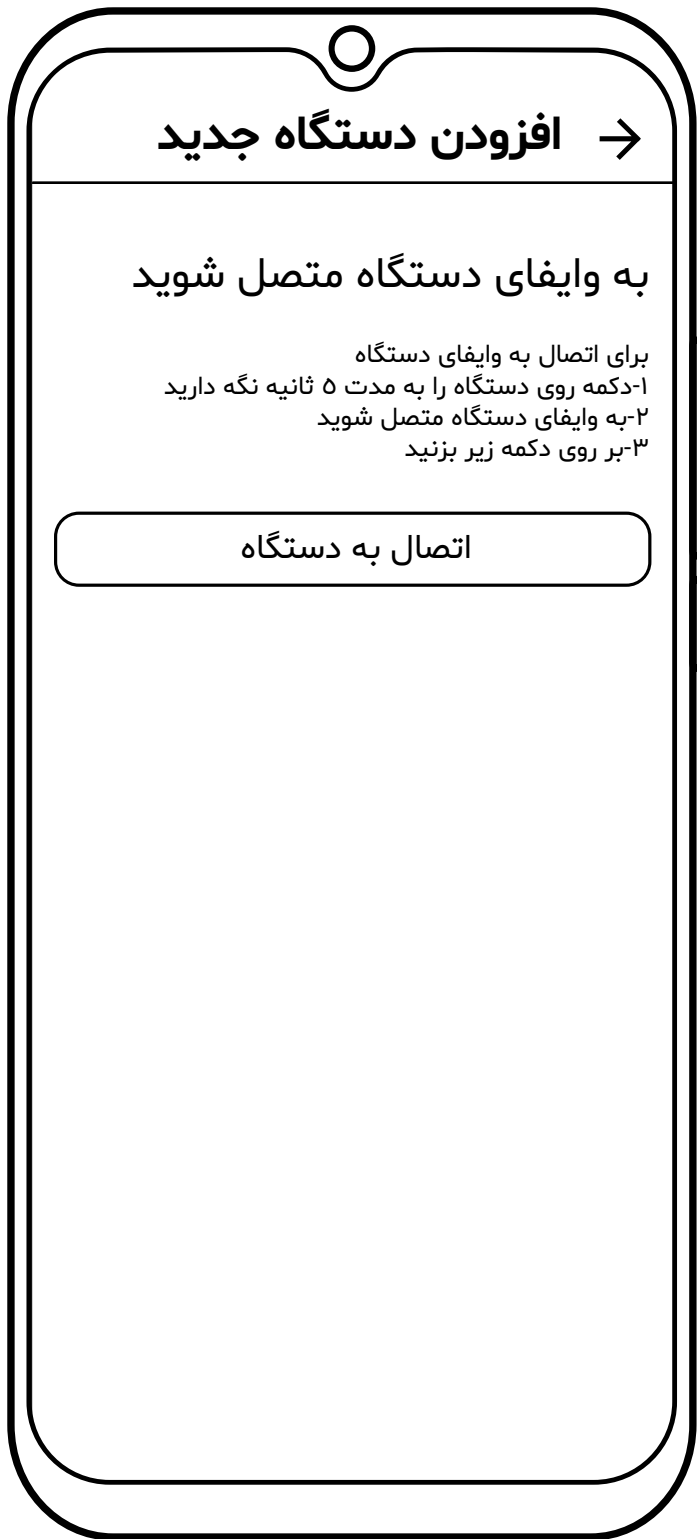 افزودن دستگاه جدید
به وایفای دستگاه متصل شوید
برای اتصال به وایفای دستگاه
۱-دکمه روی دستگاه را به مدت ۵ ثانیه نگه دارید
۲-به وایفای دستگاه متصل شوید
۳-بر روی دکمه زیر بزنید
اتصال به دستگاه